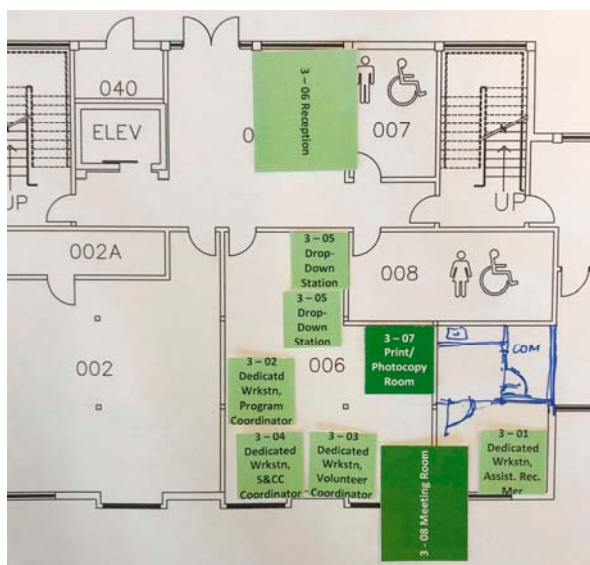 040
ELEV
0
3 – 06 Reception
007
UP
UP
002A
3 – 05
Drop-
Down
Station
008
3 – 05
Drop-
Down
Station
3 – 07
Print/
Photocopy
Room
COM
002
006
3 – 02
Dedicatd
Wrkstn,
Program
Coordinator
3 – 04
Dedicated
Wrkstn,
S&CC
Coordinator
3 – 03
Dedicated
Wrkstn,
Volunteer
Coordinator
3 - 08 Meeting Room
3 – 01
Dedicated
Wrkstn,
Assist. Rec.
Mgr